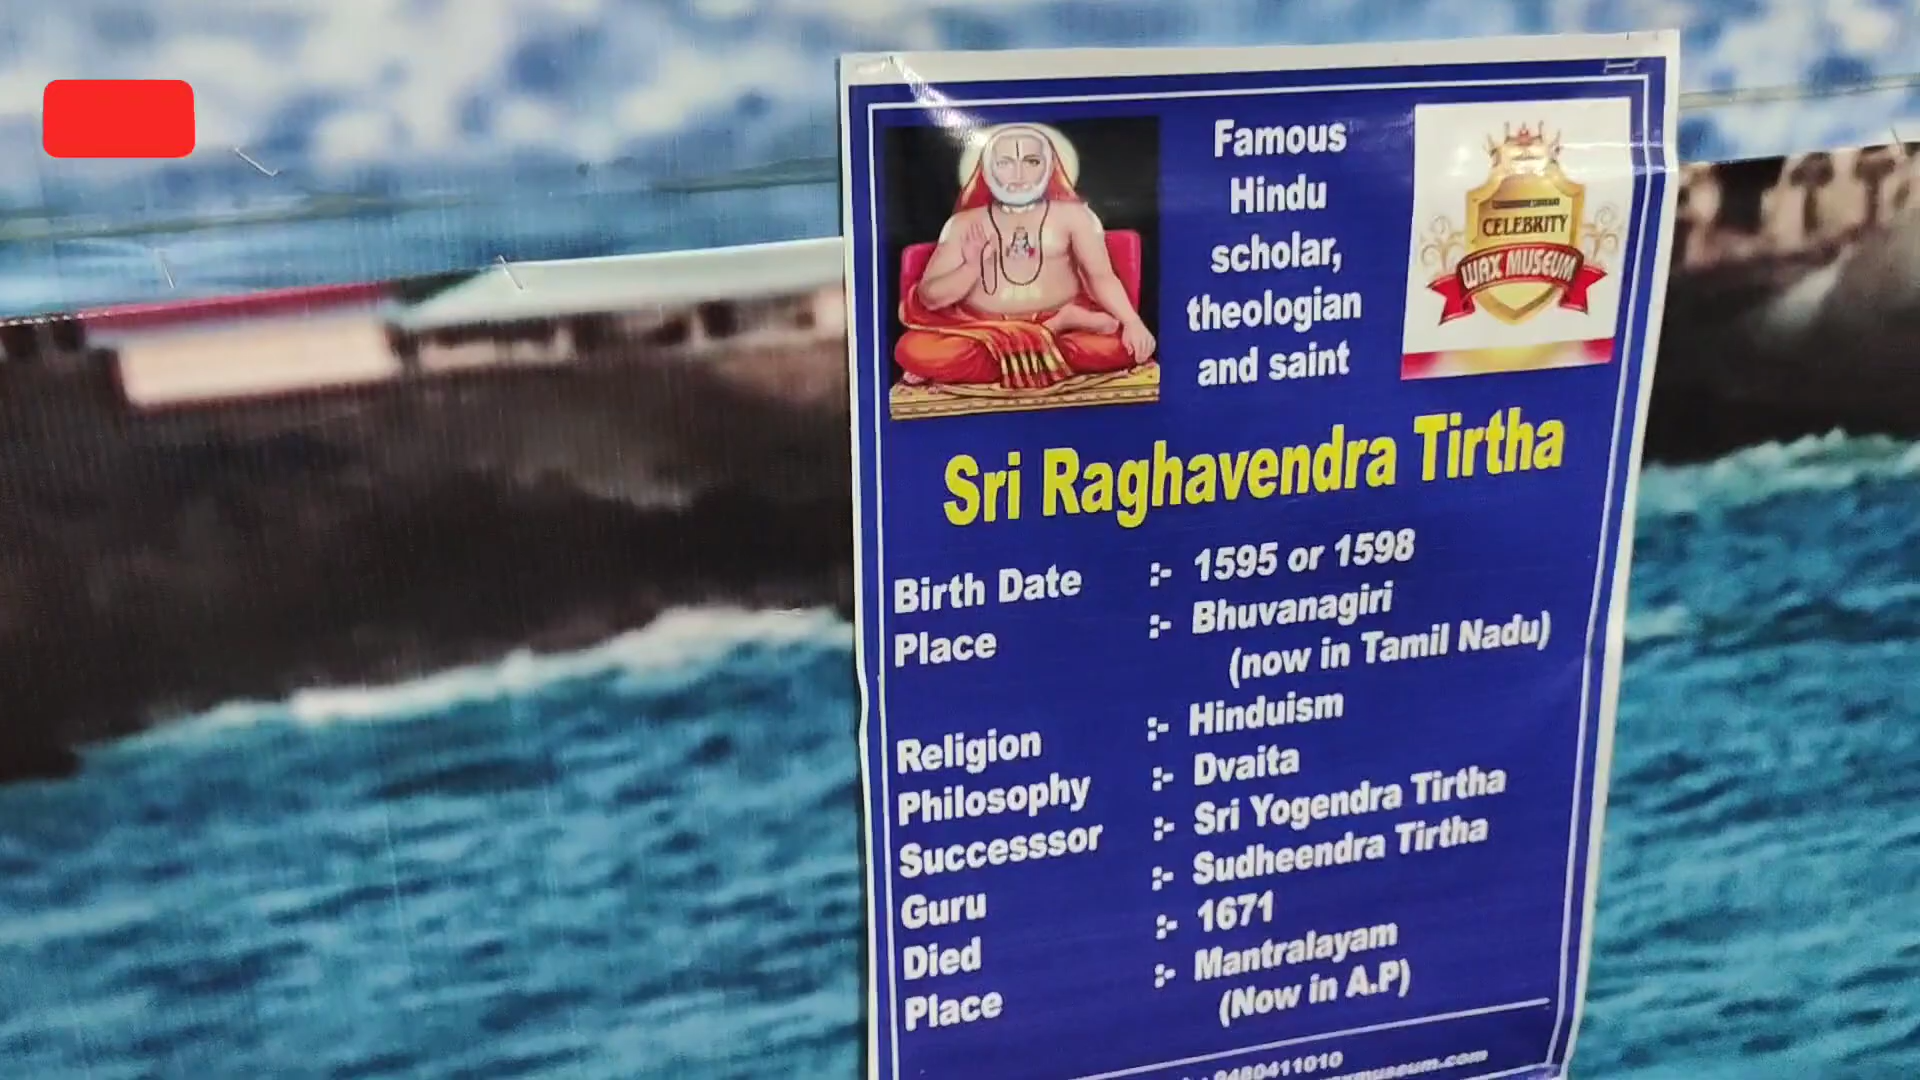 Famous
Hindu
scholar,
theologian
and saint
CELEBRITY
WAX MUSEUM
Sri Raghavendra Tirtha
Birth Date :- 1595 or 1598
Place :- Bhuvanagiri
(now in Tamil Nadu)
Religion :- Hinduism
Philosophy :- Dvaita
Successsor :- Sri Yogendra Tirtha
Guru :- Sudheendra Tirtha
Died :- 1671
Place :- Mantralayam
(Now in A.P)
9480411010